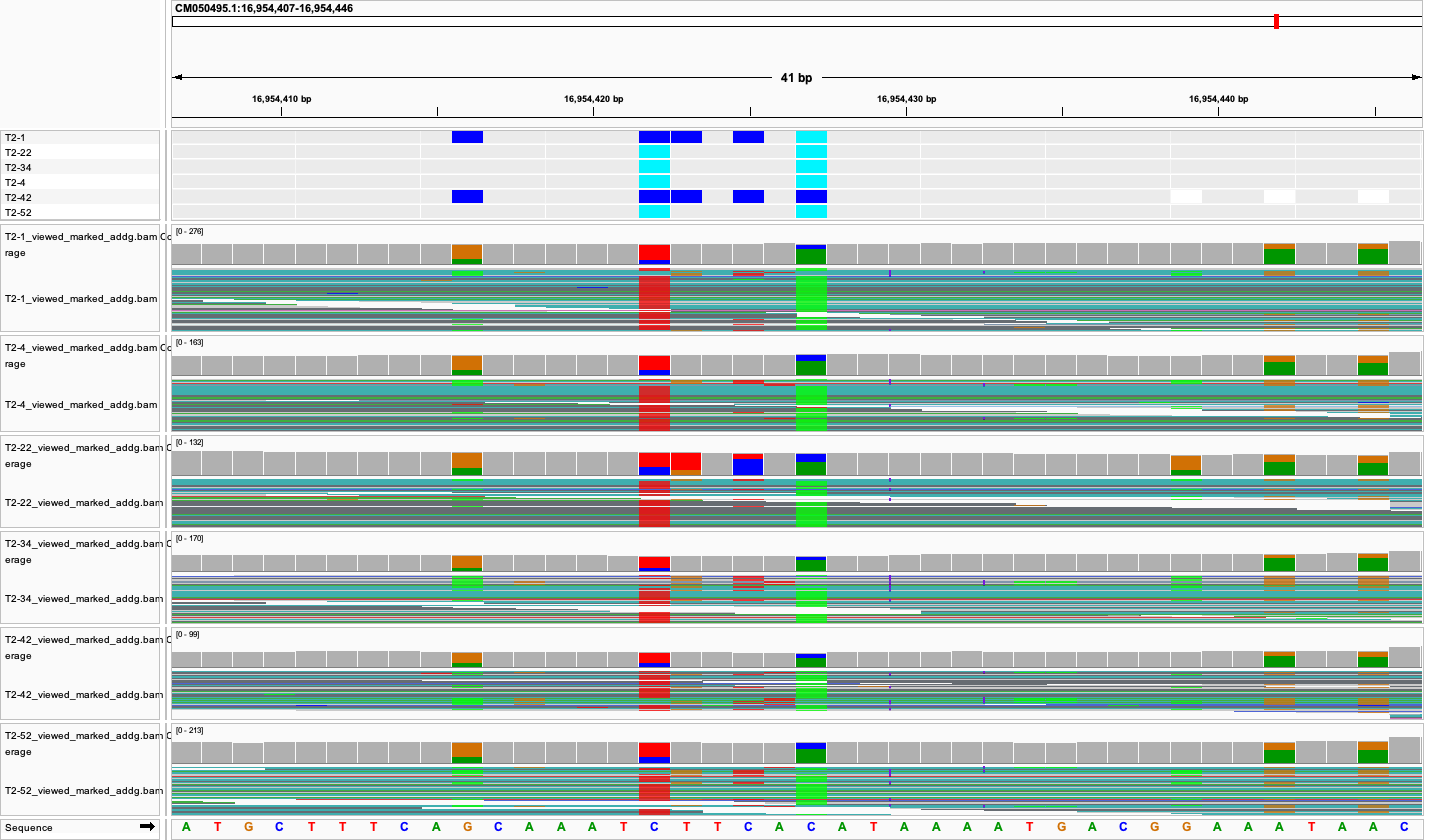 CM050495.1:16,954,407-16,954,446
41 bp
16,954,410 bp 16,954,420 bp 16,954,430 bp 16,954,440 bp
T2-1
T2-22
T2-34
T2-4
T2-42
T2-52
T2-1_viewed_marked_addg.bam Co
rage
[0 - 276]
T2-1_viewed_marked_addg.bam
T2-4_viewed_marked_addg.bam Co
rage
[0 - 163]
T2-4_viewed_marked_addg.bam
T2-22_viewed_marked_addg.bam C
erage
[0 - 132]
T2-22_viewed_marked_addg.bam
T2-34_viewed_marked_addg.bam C
erage
[0 - 170]
T2-34_viewed_marked_addg.bam
T2-42_viewed_marked_addg.bam C
erage
[0 - 99]
T2-42_viewed_marked_addg.bam
T2-52_viewed_marked_addg.bam C
erage
[0 - 213]
T2-52_viewed_marked_addg.bam
Sequence A T G C T T T C A G C A A A T C T T C A C A T A A A A T G A C G G A A A T A A C